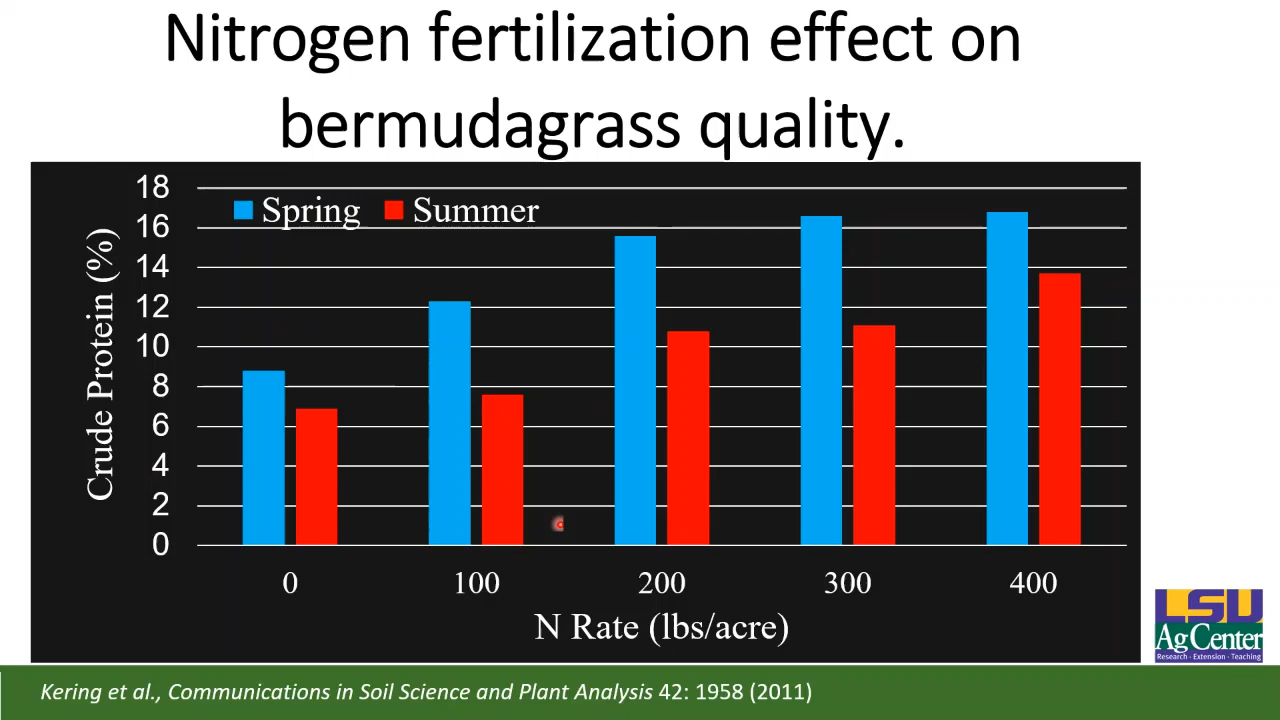 Nitrogen fertilization effect on
bermudagrass quality.
Spring Summer
18
16
14
12
10
8
6
4
2
0
Crude Protein (%)
0 100 200 300 400
N Rate (lbs/acre)
LSU
AgCenter
Research · Extension · Teaching
Kering et al., Communications in Soil Science and Plant Analysis 42: 1958 (2011)